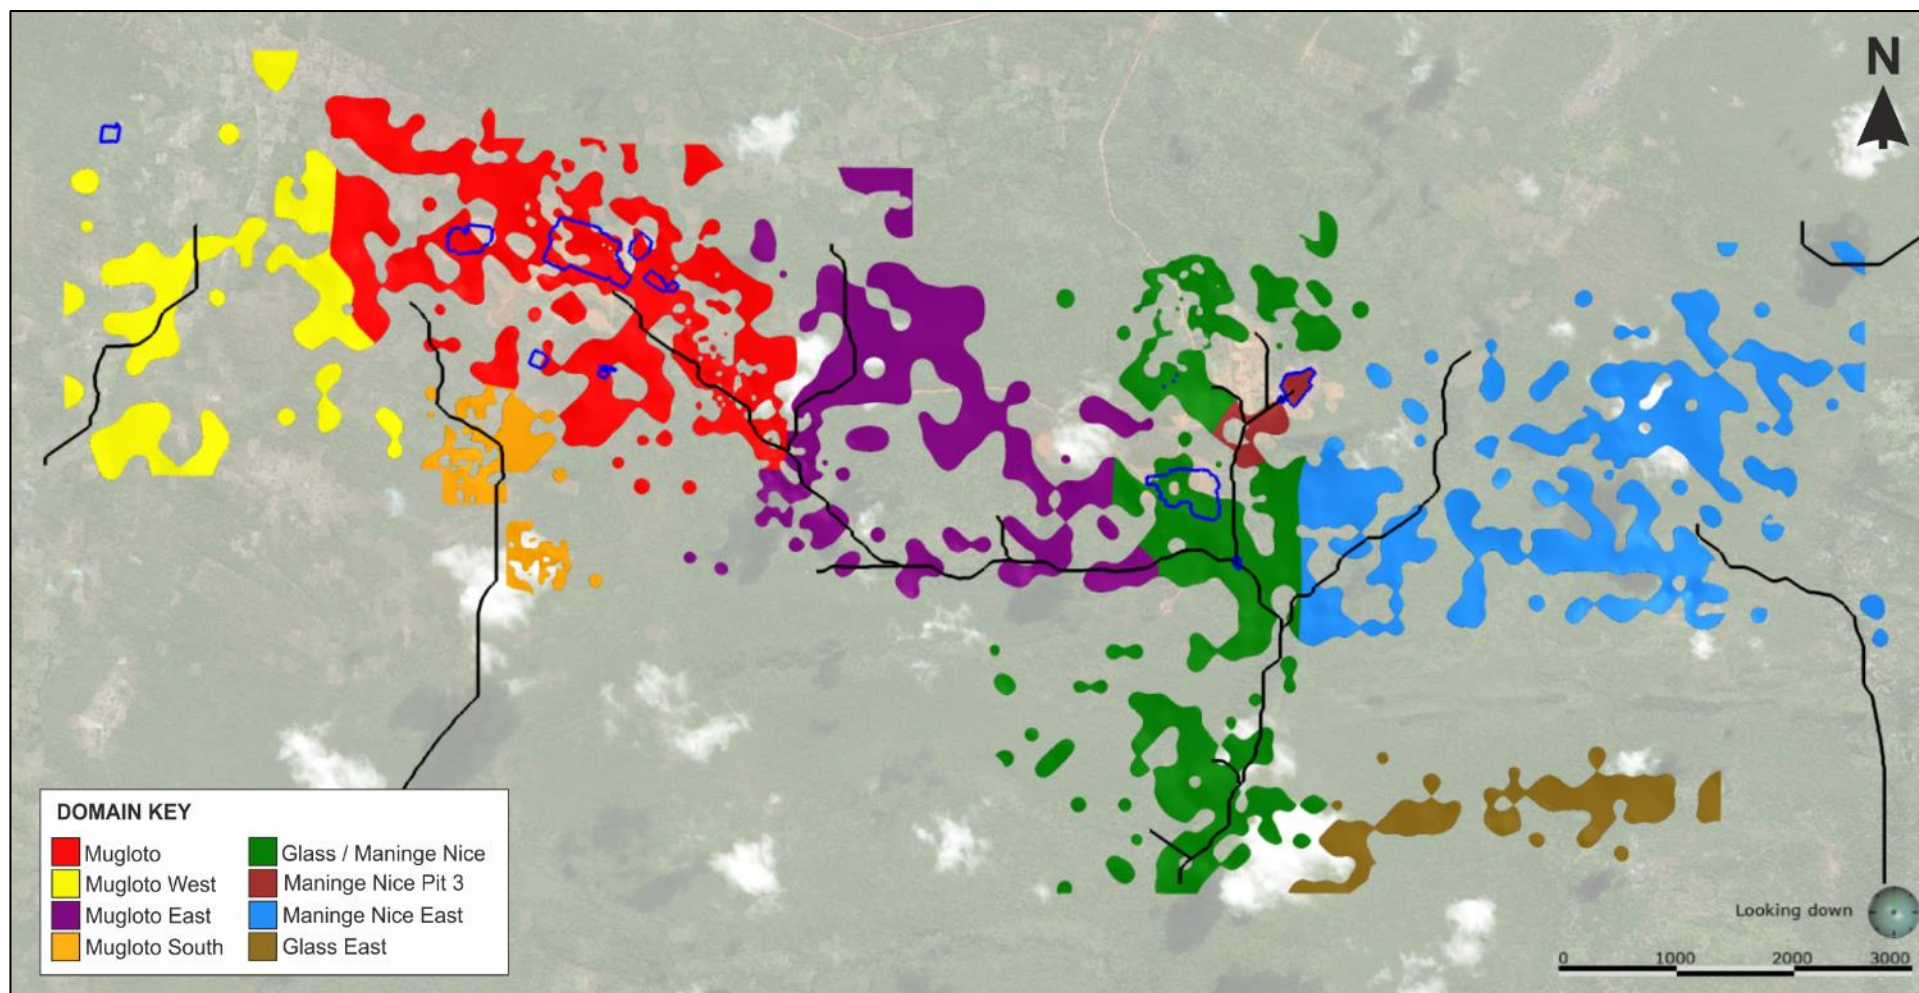 N
DOMAIN KEY
Mugloto
Glass / Maninge Nice
Mugloto West
Maninge Nice Pit 3
Mugloto East
Maninge Nice East
Mugloto South
Glass East
Looking down
0 1000 2000 3000